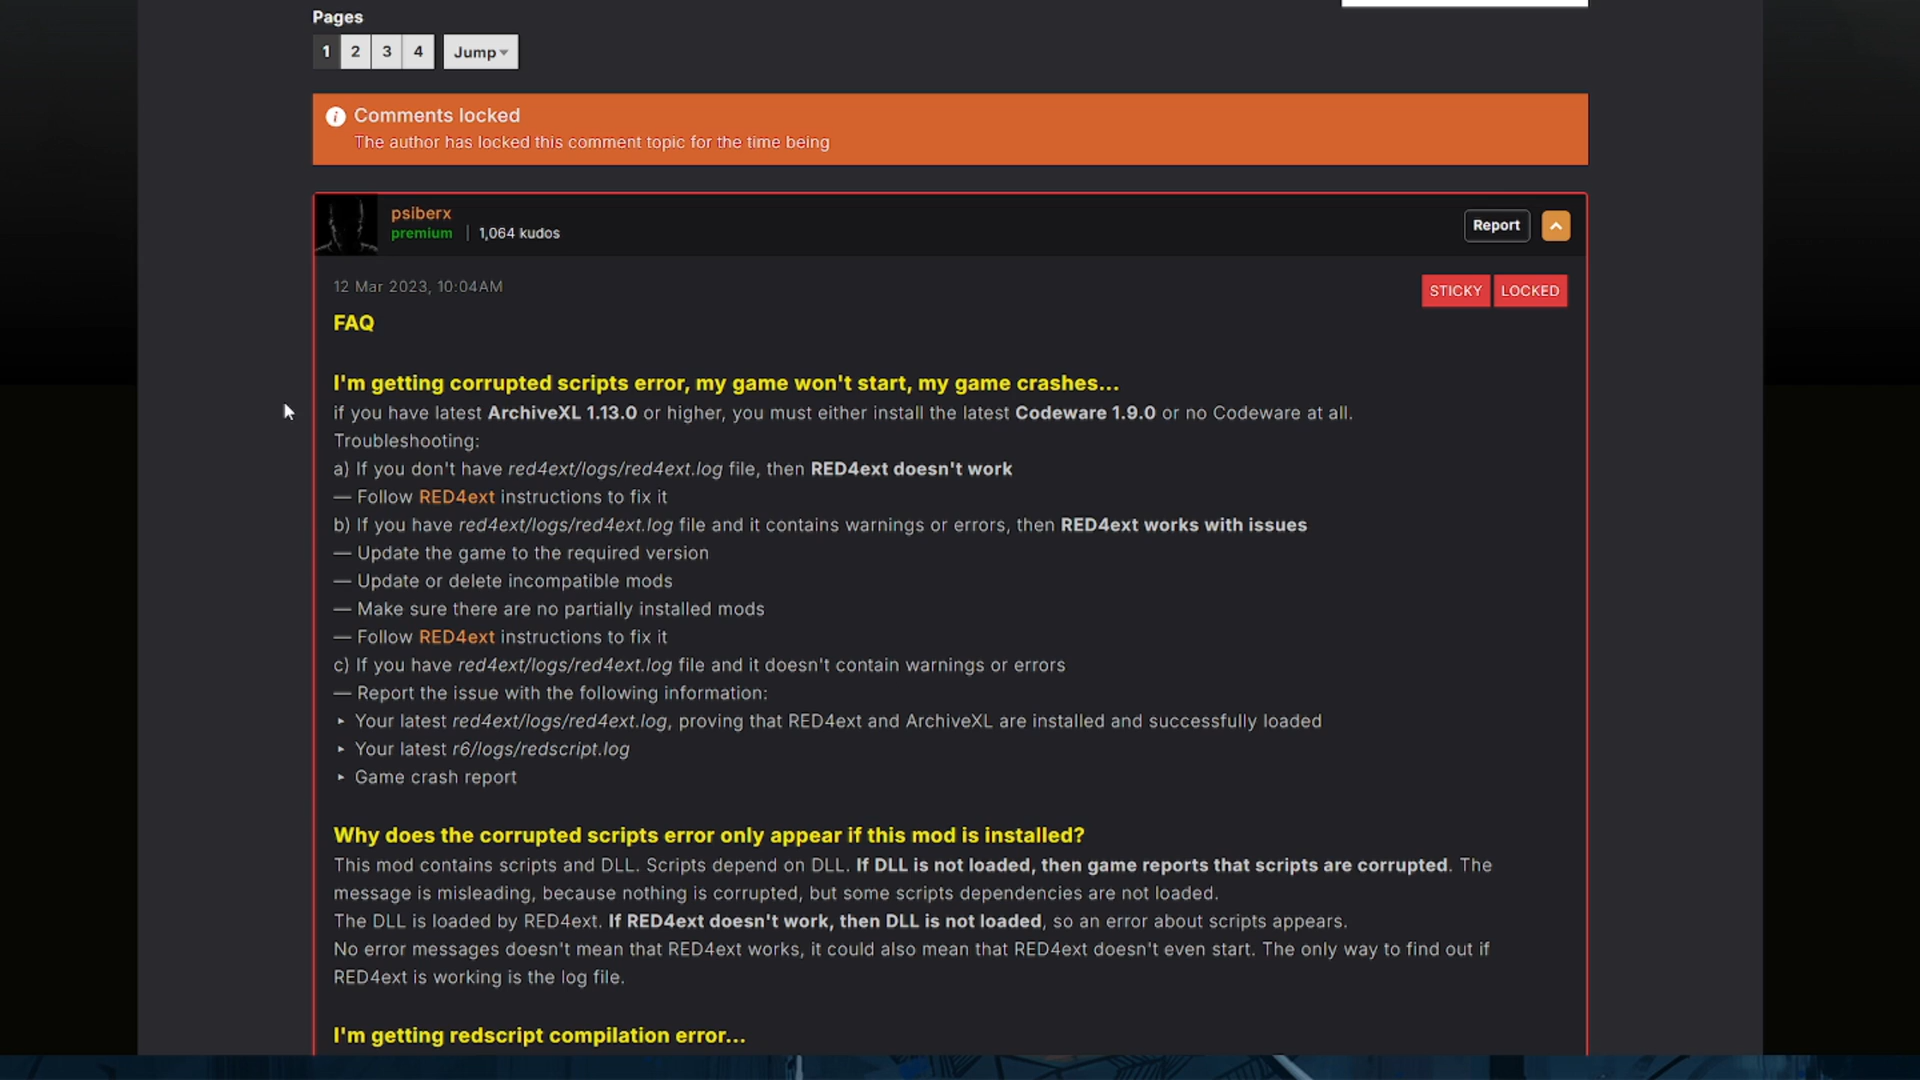 Pages
1 2 3 4 Jump
Comments locked
The author has locked this comment topic for the time being
psiberx
premium | 1,064 kudos
Report
12 Mar 2023, 10:04AM
STICKY LOCKED
FAQ
I'm getting corrupted scripts error, my game won't start, my game crashes...
if you have latest ArchiveXL 1.13.0 or higher, you must either install the latest Codeware 1.9.0 or no Codeware at all.
Troubleshooting:
a) If you don't have red4ext/logs/red4ext.log file, then RED4ext doesn't work
— Follow RED4ext instructions to fix it
b) If you have red4ext/logs/red4ext.log file and it contains warnings or errors, then RED4ext works with issues
— Update the game to the required version
— Update or delete incompatible mods
— Make sure there are no partially installed mods
— Follow RED4ext instructions to fix it
c) If you have red4ext/logs/red4ext.log file and it doesn't contain warnings or errors
— Report the issue with the following information:
‣ Your latest red4ext/logs/red4ext.log, proving that RED4ext and ArchiveXL are installed and successfully loaded
‣ Your latest r6/logs/redscript.log
‣ Game crash report
Why does the corrupted scripts error only appear if this mod is installed?
This mod contains scripts and DLL. Scripts depend on DLL. If DLL is not loaded, then game reports that scripts are corrupted. The
message is misleading, because nothing is corrupted, but some scripts dependencies are not loaded.
The DLL is loaded by RED4ext. If RED4ext doesn't work, then DLL is not loaded, so an error about scripts appears.
No error messages doesn't mean that RED4ext works, it could also mean that RED4ext doesn't even start. The only way to find out if
RED4ext is working is the log file.
I'm getting redscript compilation error...